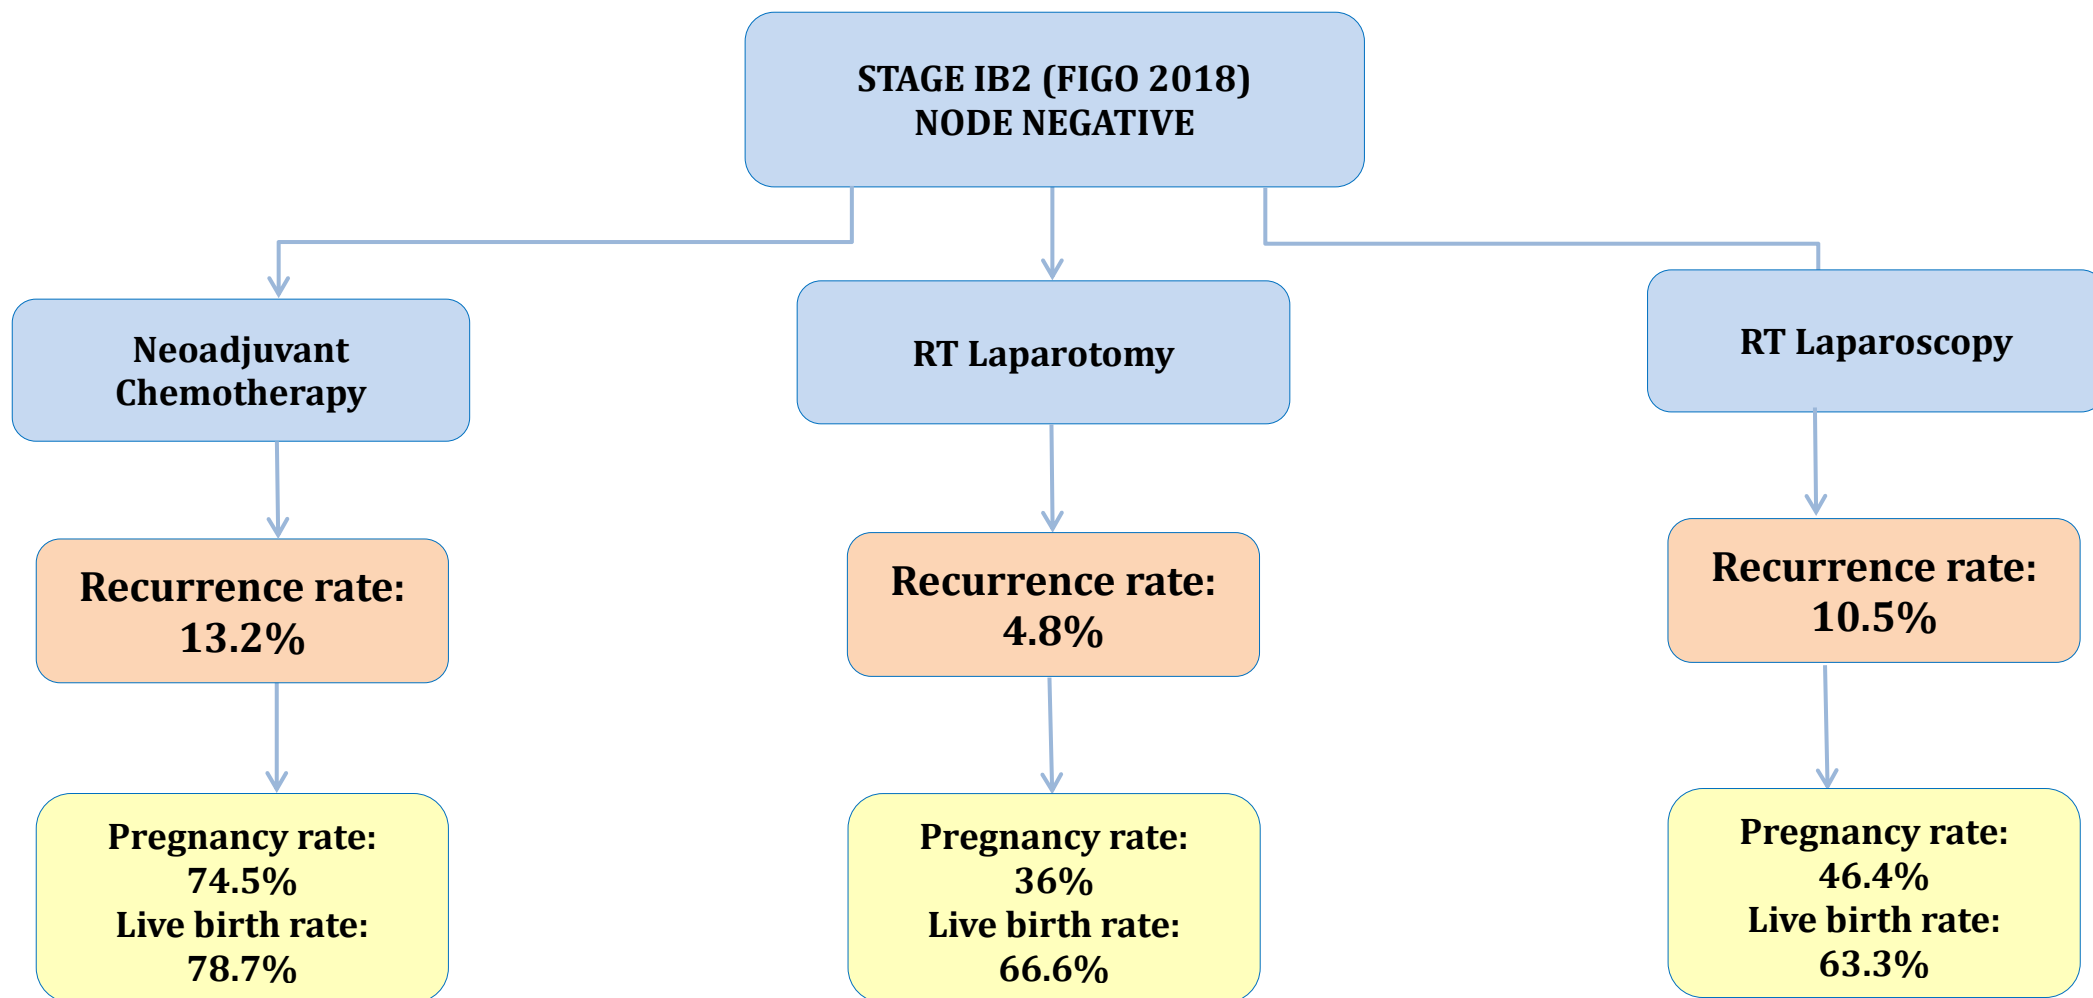 STAGE IB2 (FIGO 2018)
NODE NEGATIVE
Neoadjuvant
Chemotherapy
RT Laparotomy
RT Laparoscopy
Recurrence rate:
13.2%
Recurrence rate:
4.8%
Recurrence rate:
10.5%
Pregnancy rate:
74.5%
Live birth rate:
78.7%
Pregnancy rate:
36%
Live birth rate:
66.6%
Pregnancy rate:
46.4%
Live birth rate:
63.3%